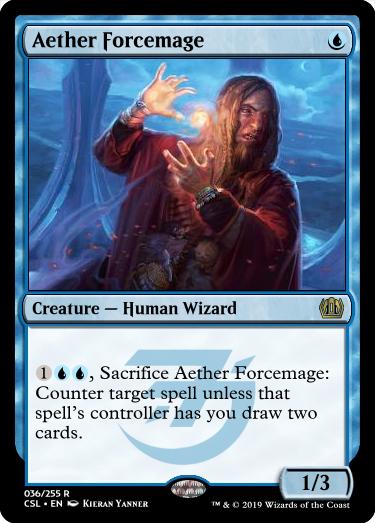 Aether Forcemage
Creature — Human Wizard
1, Sacrifice Aether Forcemage:
Counter target spell unless that
spell's controller has you draw two
cards.
1/3
036/255 R
CSL • EN Kieran Yanner
™ & © 2019 Wizards of the Coast